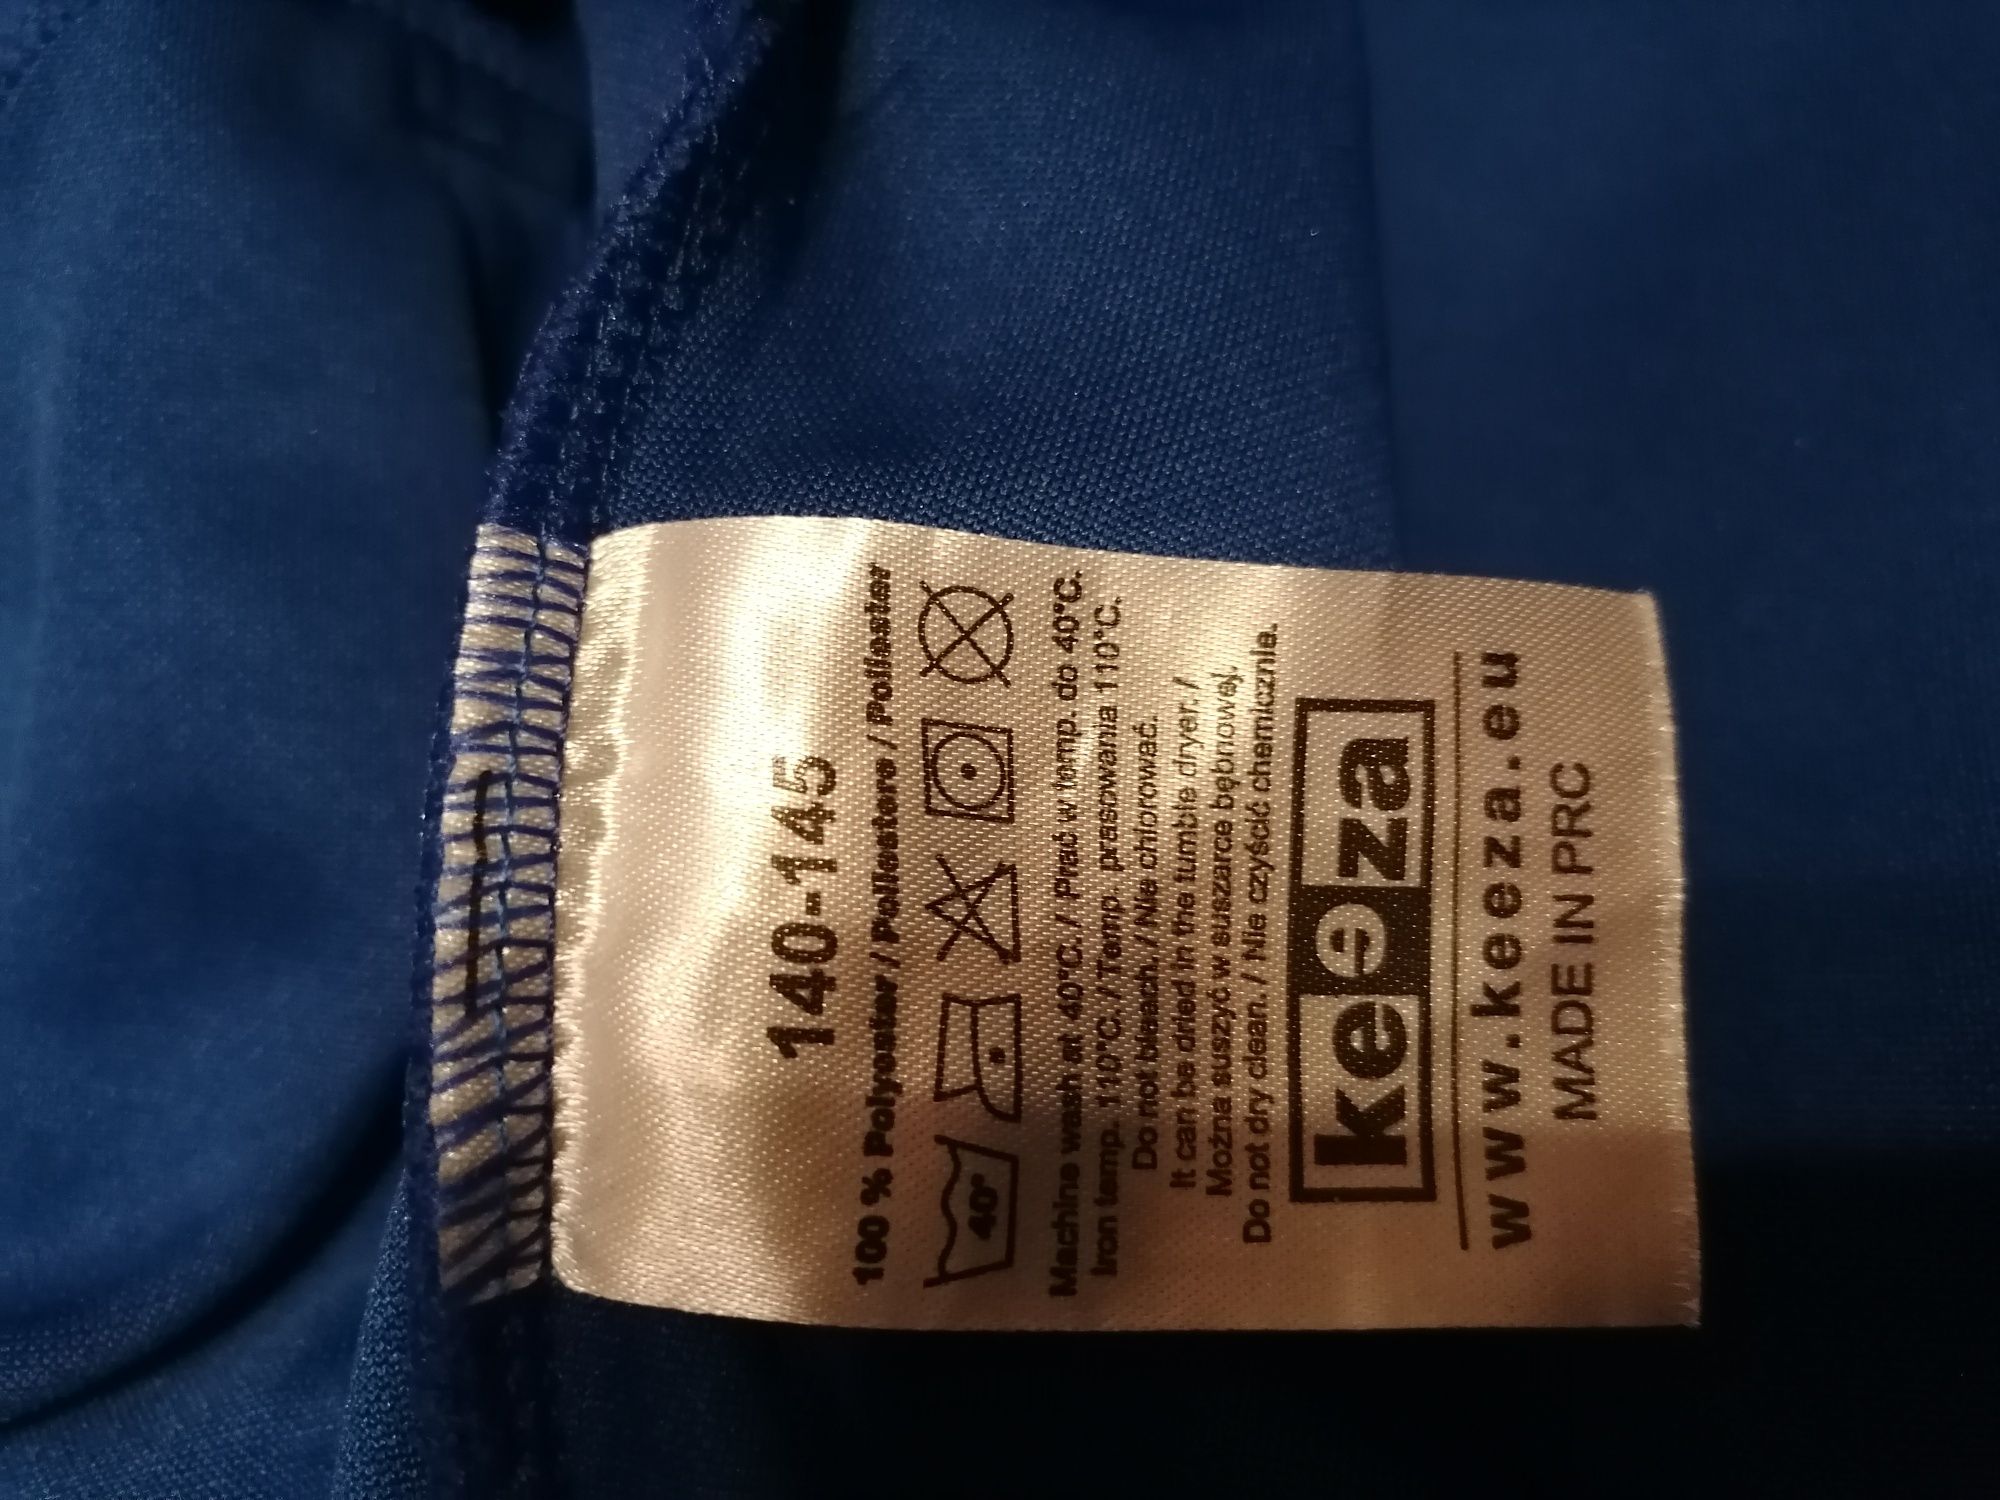 140-145
100 % Polyester / Poliestere / Poliester
40°
Machine wash at 40°C. / Prać w temp. do 40°C.
Iron temp. 110°C. / Temp. prasowania 110°C.
Do not bleach. / Nie chlorować.
It can be dried in the tumble dryer. /
Można suszyć w suszarce bębnowej.
Do not dry clean. / Nie czyścić chemicznie.
keeza
www.keeza.eu
MADE IN PRC